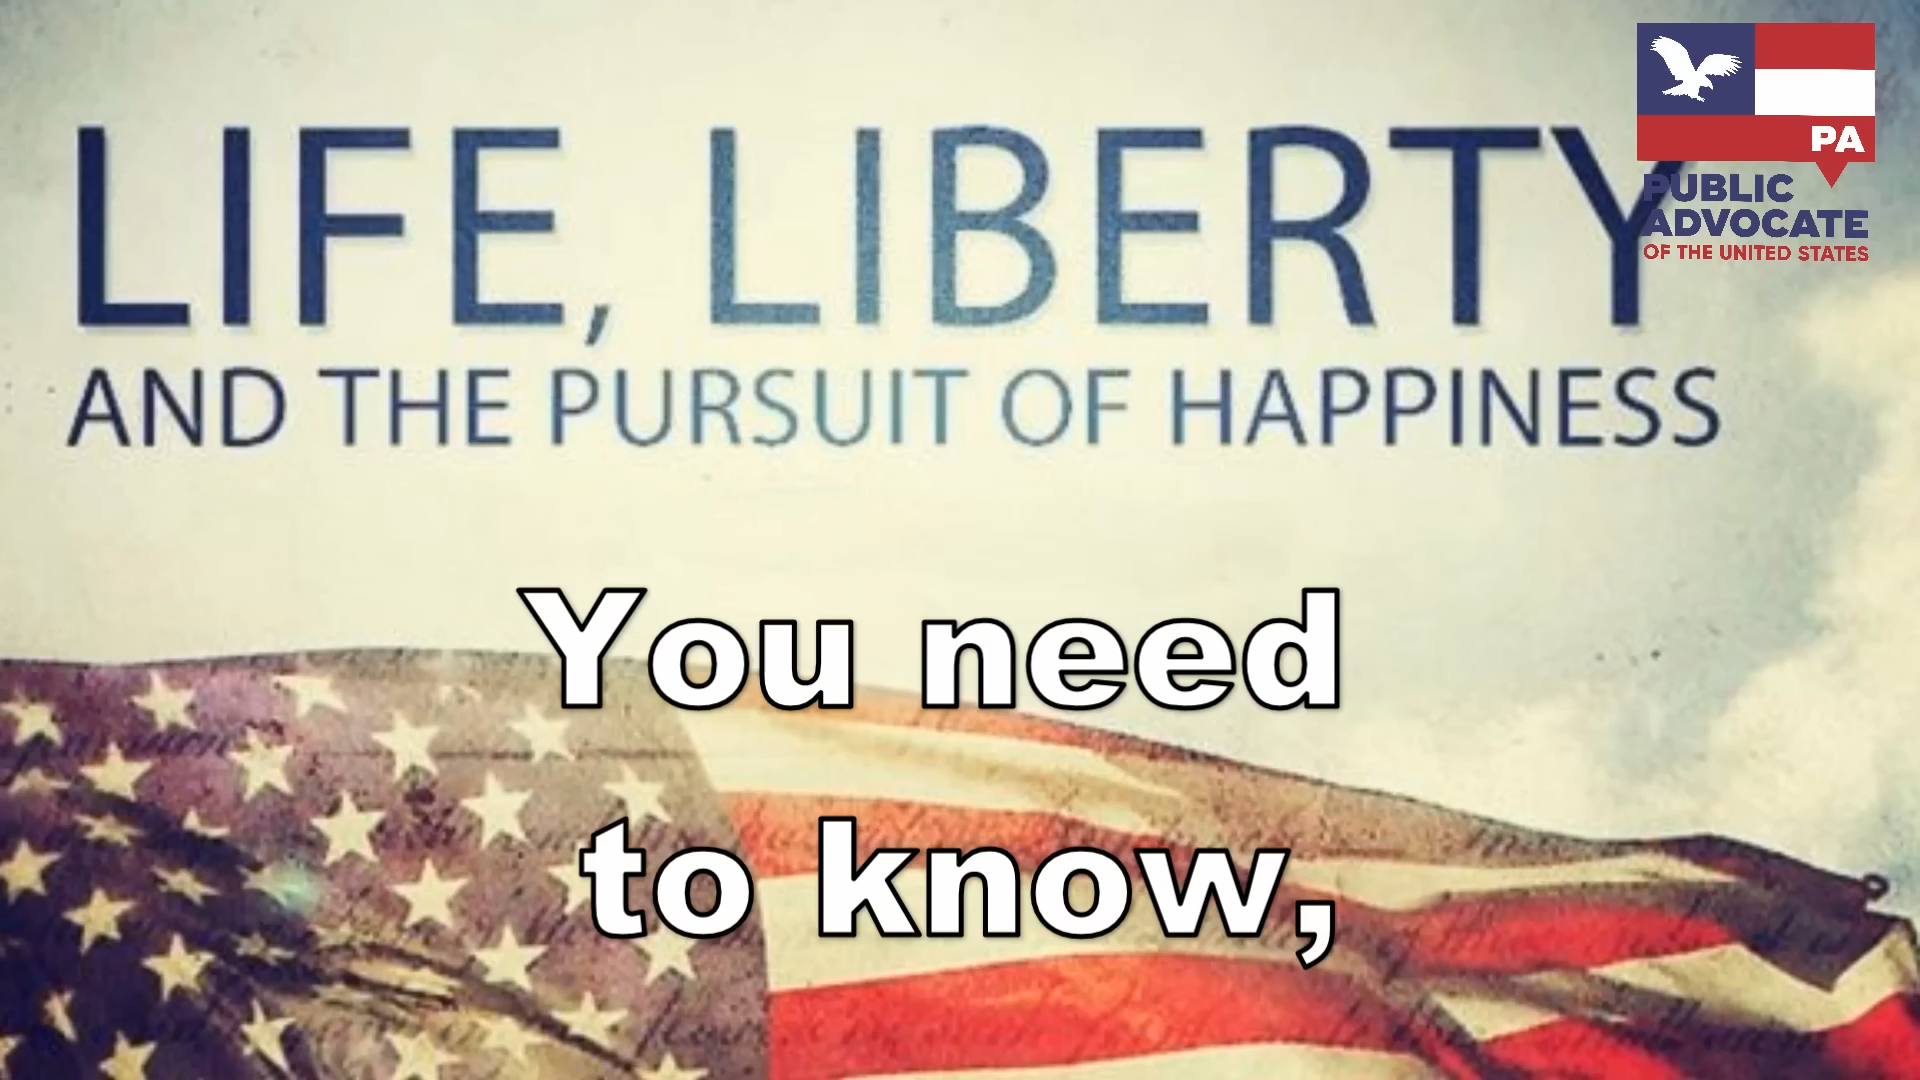 LIFE, LIBERTY
AND THE PURSUIT OF HAPPINESS
PA
PUBLIC
ADVOCATE
OF THE UNITED STATES
You need
to know,